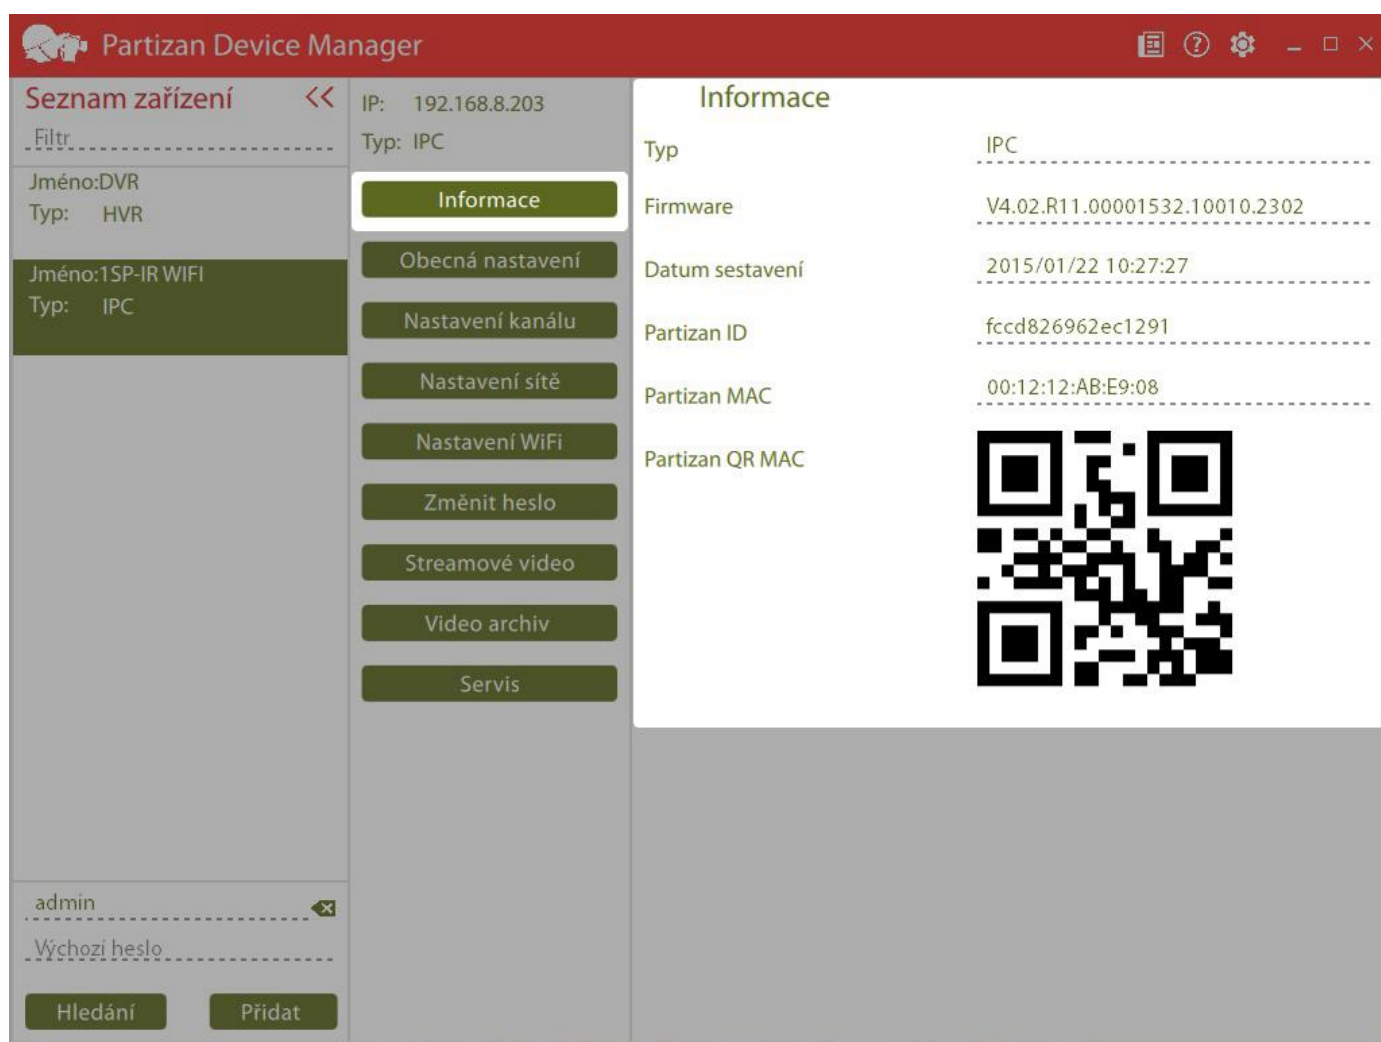 Partizan Device Manager
Seznam zařízení <<
Filtr
Jméno:DVR
Typ: HVR
Jméno:1SP-IR WIFI
Typ: IPC
admin
Výchozí heslo
Hledání Přidat
IP: 192.168.8.203
Typ: IPC
Informace
Obecná nastavení
Nastavení kanálu
Nastavení sítě
Nastavení WiFi
Změnit heslo
Streamové video
Video archiv
Servis
Informace
Typ IPC
Firmware V4.02.R11.00001532.10010.2302
Datum sestavení 2015/01/22 10:27:27
Partizan ID fccd826962ec1291
Partizan MAC 00:12:12:AB:E9:08
Partizan QR MAC